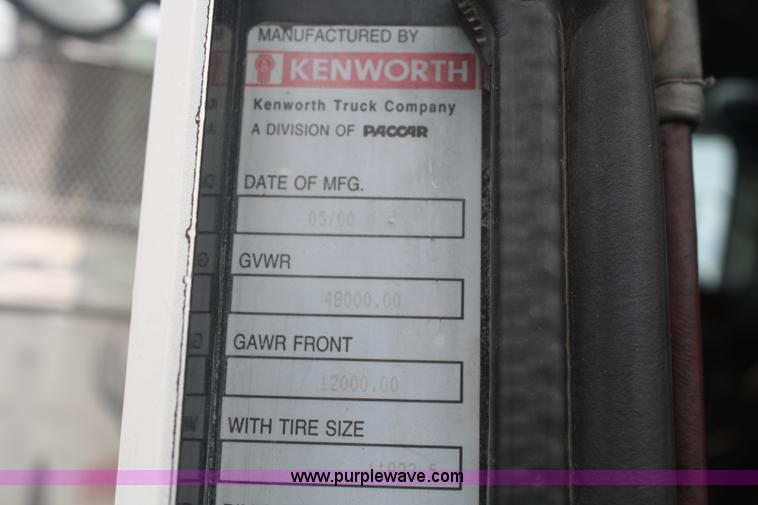 MANUFACTURED BY
KENWORTH
Kenworth Truck Company
A DIVISION OF PACCAR
DATE OF MFG.
05/00
GVWR
48000.00
GAWR FRONT
12000.00
WITH TIRE SIZE
www.purplewave.com